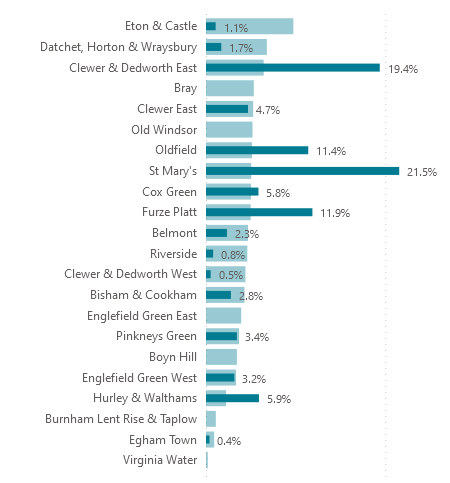 Eton & Castle 1.1%
Datchet, Horton & Wraysbury 1.7%
Clewer & Dedworth East 19.4%
Bray
Clewer East 4.7%
Old Windsor
Oldfield 11.4%
St Mary's 21.5%
Cox Green 5.8%
Furze Platt 11.9%
Belmont 2.3%
Riverside 0.8%
Clewer & Dedworth West 0.5%
Bisham & Cookham 2.8%
Englefield Green East
Pinkneys Green 3.4%
Boyn Hill
Englefield Green West 3.2%
Hurley & Walthams 5.9%
Burnham Lent Rise & Taplow
Egham Town 0.4%
Virginia Water